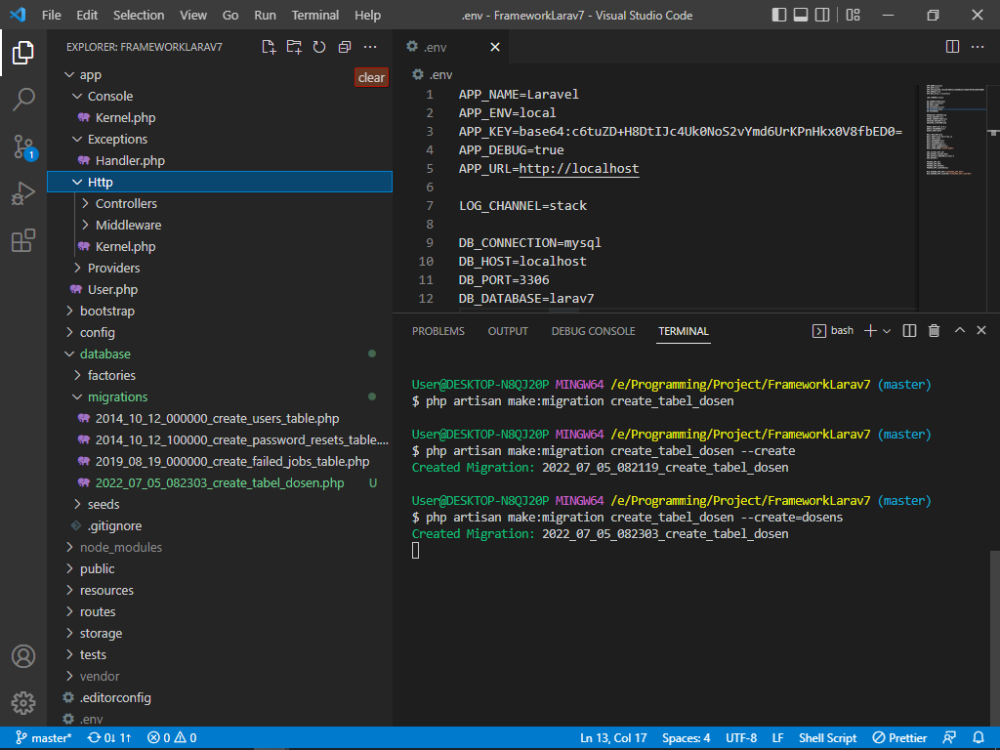 File Edit Selection View Go Run Terminal Help .env - FrameworkLarav7 - Visual Studio Code
EXPLORER: FRAMEWORKLARAV7
clear
app
Console
Kernel.php
Exceptions
Handler.php
Http
Controllers
Middleware
Kernel.php
Providers
User.php
bootstrap
config
database
factories
migrations
2014_10_12_000000_create_users_table.php
2014_10_12_100000_create_password_resets_table....
2019_08_19_000000_create_failed_jobs_table.php
2022_07_05_082303_create_tabel_dosen.php U
seeds
.gitignore
node_modules
public
resources
routes
storage
tests
vendor
.editorconfig
.env
1
.env
.env
1 APP_NAME=Laravel
2 APP_ENV=local
3 APP_KEY=base64:c6tuZD+H8DtIJc4Uk0NoS2vYmd6UrKPnHkx0V8fbED0=
4 APP_DEBUG=true
5 APP_URL=http://localhost
6
7 LOG_CHANNEL=stack
8
9 DB_CONNECTION=mysql
10 DB_HOST=localhost
11 DB_PORT=3306
12 DB_DATABASE=larav7
PROBLEMS OUTPUT DEBUG CONSOLE TERMINAL bash
User@DESKTOP-N8QJ20P MINGW64 /e/Programming/Project/FrameworkLarav7 (master)
$ php artisan make:migration create_tabel_dosen
User@DESKTOP-N8QJ20P MINGW64 /e/Programming/Project/FrameworkLarav7 (master)
$ php artisan make:migration create_tabel_dosen --create
Created Migration: 2022_07_05_082119_create_tabel_dosen
User@DESKTOP-N8QJ20P MINGW64 /e/Programming/Project/FrameworkLarav7 (master)
$ php artisan make:migration create_tabel_dosen --create=dosens
Created Migration: 2022_07_05_082303_create_tabel_dosen
master* 0↓ 1↑ 0 0 Ln 13, Col 17 Spaces: 4 UTF-8 LF Shell Script Prettier